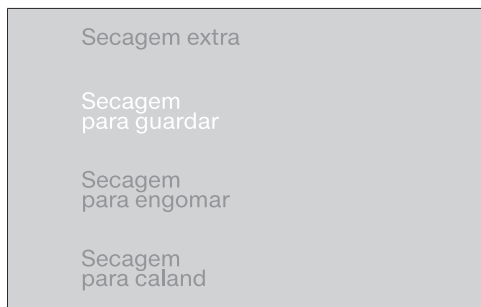 Secagem extra
Secagem
para guardar
Secagem
para engomar
Secagem
para caland